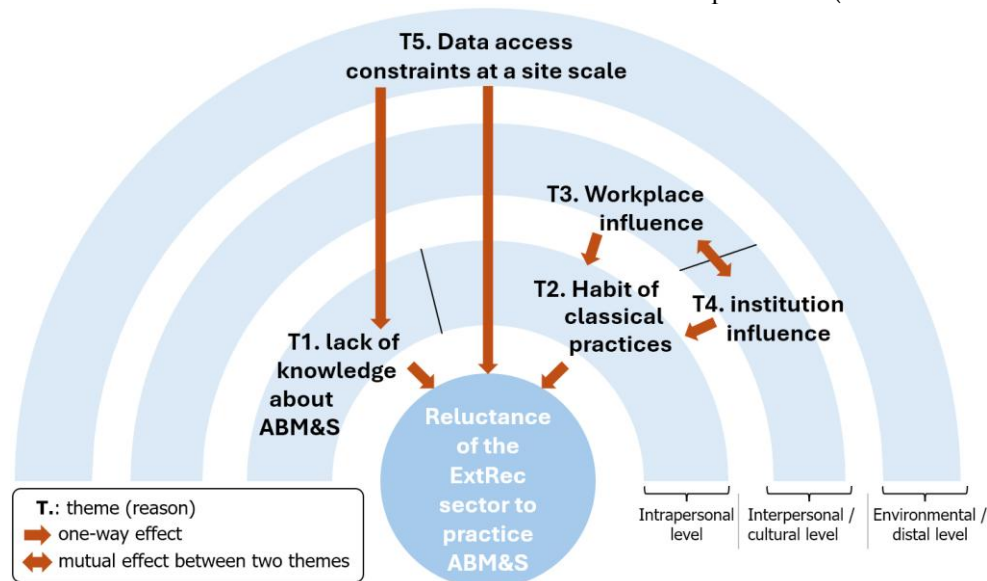 T5. Data access
constraints at a site scale
T3. Workplace
influence
T2. Habit of
classical
practices
T4. institution
influence
T1. lack of
knowledge
about
ABM&S
Reluctance
of the
ExtRec
sector to
practice
ABM&S
T.: theme (reason)
one-way effect
mutual effect between two themes
Intrapersonal
level
Interpersonal /
cultural level
Environmental /
distal level